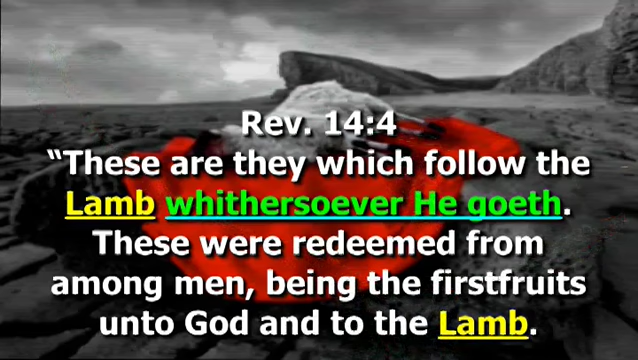 Rev. 14:4
“These are they which follow the
Lamb whithersoever He goeth.
These were redeemed from
among men, being the firstfruits
unto God and to the Lamb.